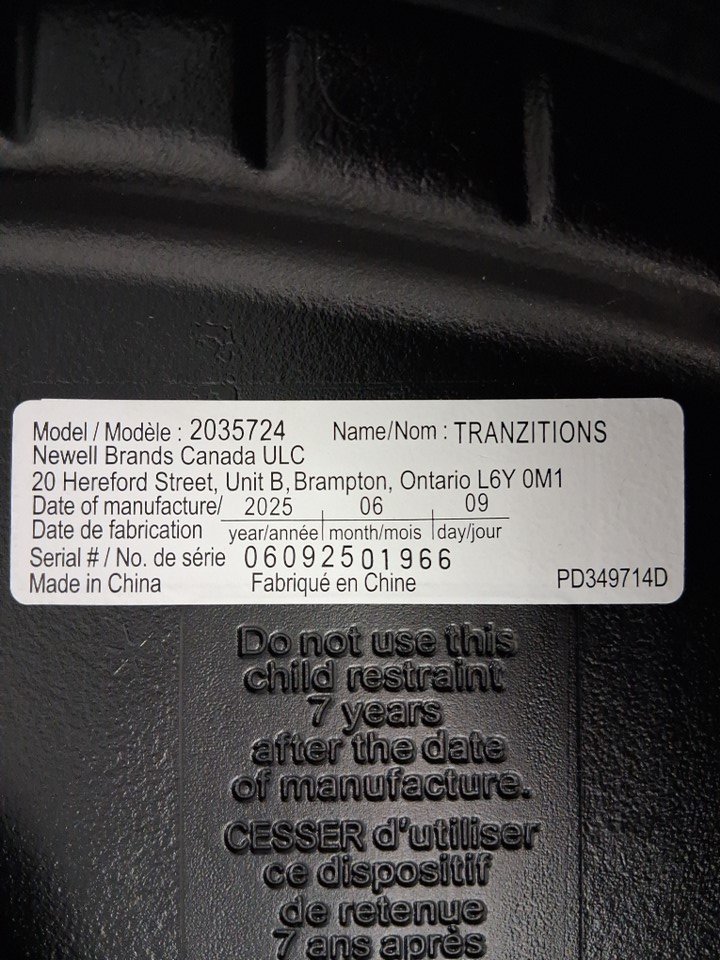 Model / Modèle : 2035724 Name/Nom : TRANZITIONS
Newell Brands Canada ULC
20 Hereford Street, Unit B, Brampton, Ontario L6Y 0M1
Date of manufacture/ 2025 06 09
Date de fabrication year/année month/mois day/jour
Serial # / No. de série 06092501966
Made in China Fabriqué en Chine PD349714D
Do not use this
child restraint
7 years
after the date
of manufacture.
CESSER d'utiliser
ce dispositif
de retenue
7 ans après